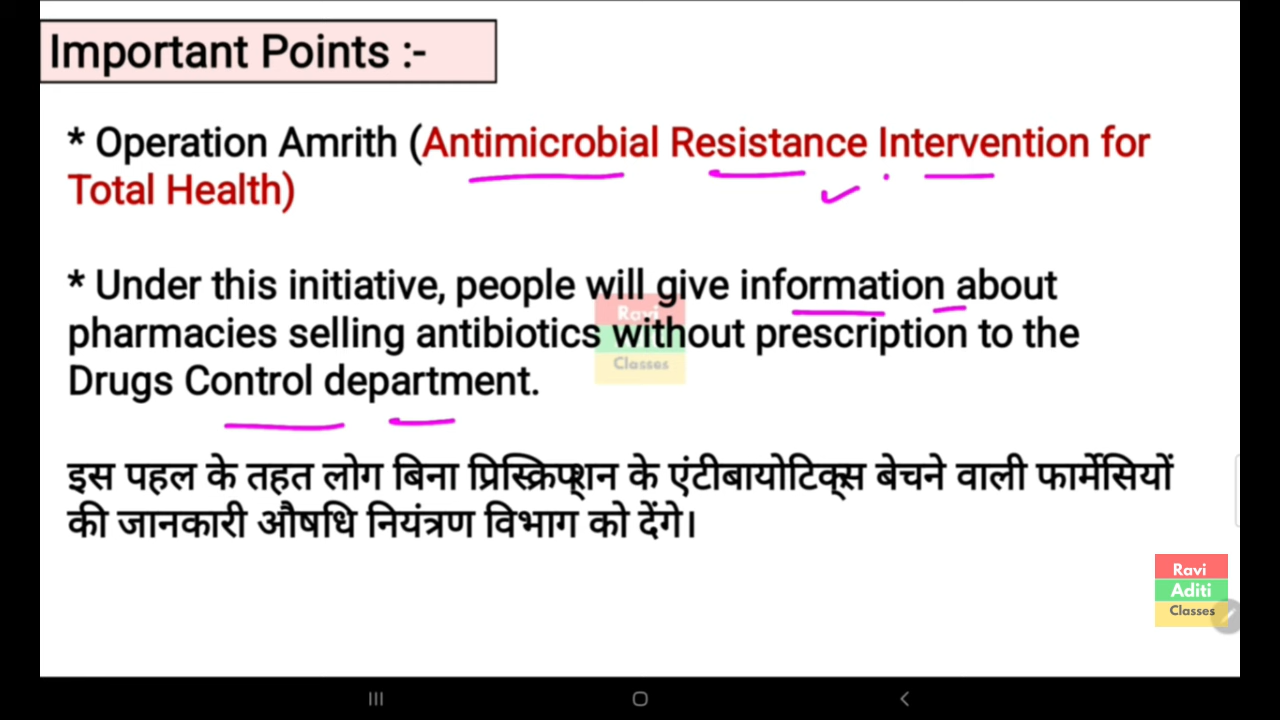 Important Points :-
* Operation Amrith (Antimicrobial Resistance Intervention for
Total Health)
* Under this initiative, people will give information about
pharmacies selling antibiotics without prescription to the
Drugs Control department.
इस पहल के तहत लोग बिना प्रिस्क्रिप्शन के एंटीबायोटिक्स बेचने वाली फार्मेसियों
की जानकारी औषधि नियंत्रण विभाग को देंगे।
Ravi
Classes
Ravi
Aditi
Classes